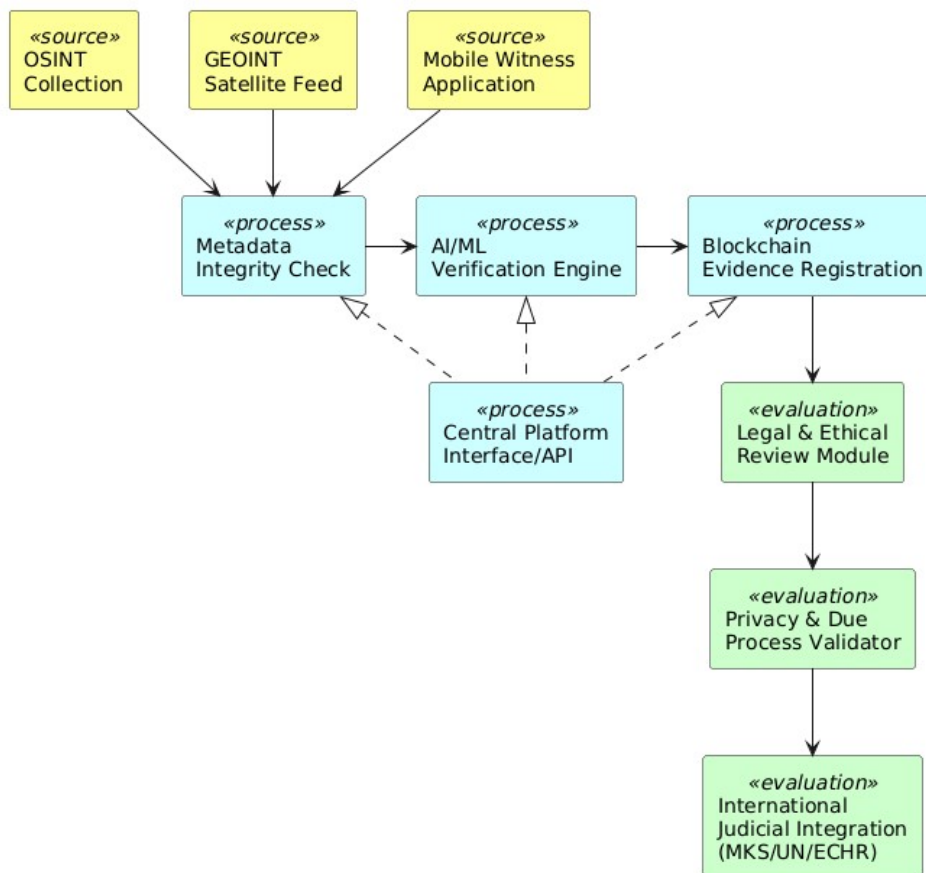 «source»
OSINT
Collection
«source»
GEOINT
Satellite Feed
«source»
Mobile Witness
Application
«process»
Metadata
Integrity Check
«process»
AI/ML
Verification Engine
«process»
Blockchain
Evidence Registration
«process»
Central Platform
Interface/API
«evaluation»
Legal & Ethical
Review Module
«evaluation»
Privacy & Due
Process Validator
«evaluation»
International
Judicial Integration
(MKS/UN/ECHR)